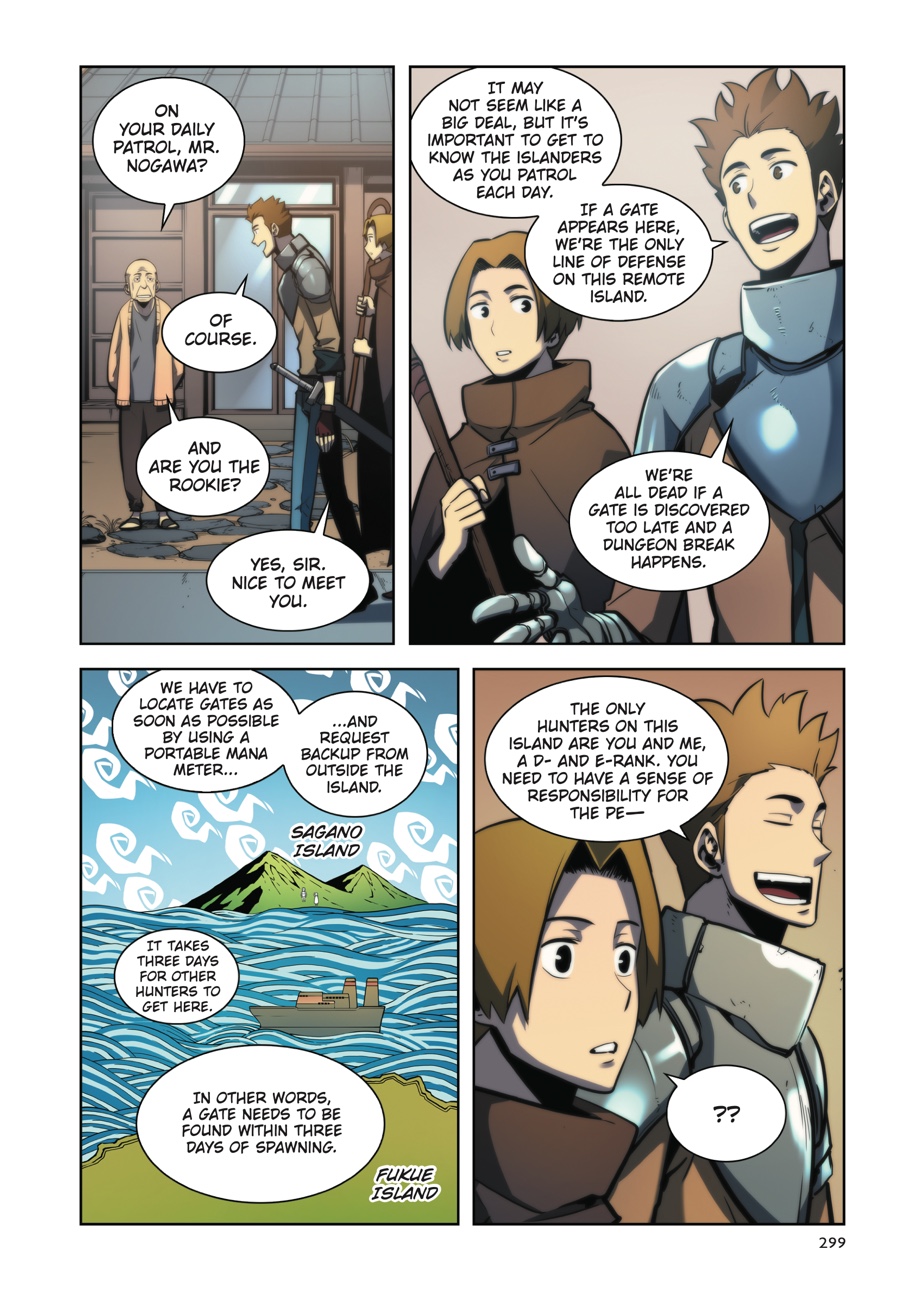 ON
YOUR DAILY
PATROL, MR.
NOGAWA?
OF
COURSE.
AND
ARE YOU THE
ROOKIE?
YES, SIR.
NICE TO MEET
YOU.
IT MAY
NOT SEEM LIKE A
BIG DEAL, BUT IT'S
IMPORTANT TO GET TO
KNOW THE ISLANDERS
AS YOU PATROL
EACH DAY.
IF A GATE
APPEARS HERE,
WE'RE THE ONLY
LINE OF DEFENSE
ON THIS REMOTE
ISLAND.
WE'RE
ALL DEAD IF A
GATE IS DISCOVERED
TOO LATE AND A
DUNGEON BREAK
HAPPENS.
WE HAVE TO
LOCATE GATES AS
SOON AS POSSIBLE
BY USING A
PORTABLE MANA
METER...
...AND
REQUEST
BACKUP FROM
OUTSIDE THE
ISLAND.
SAGANO
ISLAND
IT TAKES
THREE DAYS
FOR OTHER
HUNTERS TO
GET HERE.
IN OTHER WORDS,
A GATE NEEDS TO BE
FOUND WITHIN THREE
DAYS OF SPAWNING.
FUKUE
ISLAND
THE ONLY
HUNTERS ON THIS
ISLAND ARE YOU AND ME,
A D- AND E-RANK. YOU
NEED TO HAVE A SENSE OF
RESPONSIBILITY FOR
THE PE—
??
299